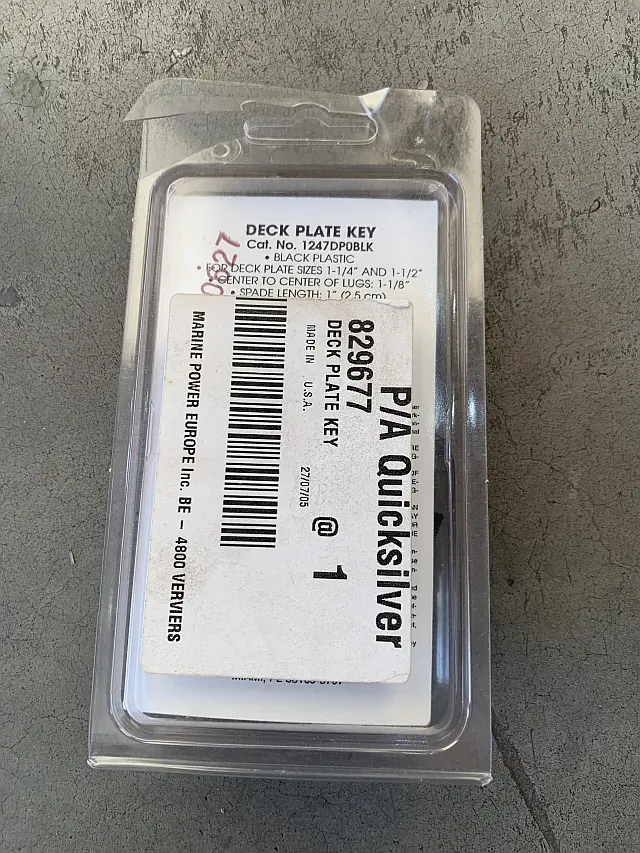 DECK PLATE KEY
Cat. No. 1247DP0BLK
• BLACK PLASTIC
• FOR DECK PLATE SIZES 1-1/4" AND 1-1/2"
CENTER TO CENTER OF LUGS: 1-1/8"
• SPADE LENGTH: 1" (2.5 cm)
P/A Quicksilver
829677
DECK PLATE KEY
MADE IN U.S.A.
27/07/05
@ 1
MARINE POWER EUROPE Inc. BE – 4800 VERVIERS